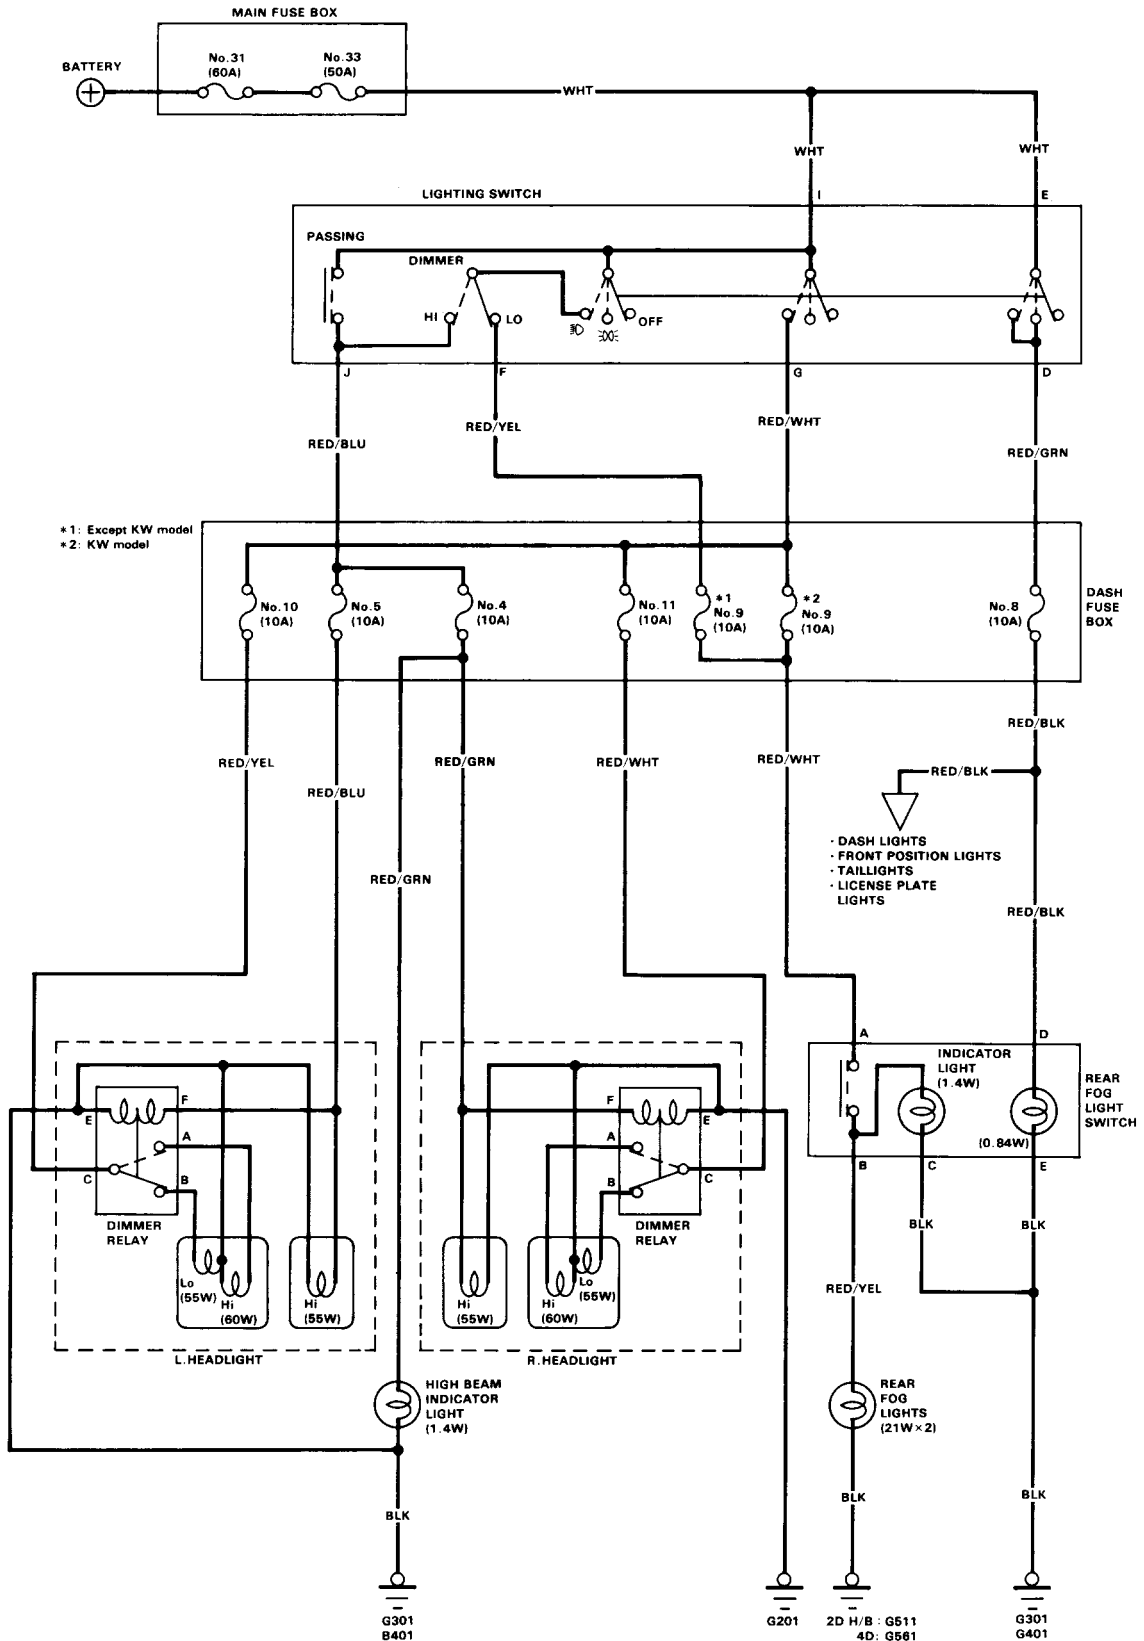 MAIN FUSE BOX
No.31
(60A)
No.33
(50A)
BATTERY
WHT
WHT
WHT
LIGHTING SWITCH
I
E
PASSING
DIMMER
HI
LO
OFF
J
F
G
D
RED/BLU
RED/YEL
RED/WHT
RED/GRN
*1: Except KW model
*2: KW model
No.10
(10A)
No.5
(10A)
No.4
(10A)
No.11
(10A)
*1
No.9
(10A)
*2
No.9
(10A)
No.8
(10A)
DASH
FUSE
BOX
RED/YEL
RED/BLU
RED/GRN
RED/GRN
RED/WHT
RED/WHT
RED/BLK
RED/BLK
· DASH LIGHTS
· FRONT POSITION LIGHTS
· TAILLIGHTS
· LICENSE PLATE
LIGHTS
RED/BLK
A
D
INDICATOR
LIGHT
(1.4W)
(0.84W)
REAR
FOG
LIGHT
SWITCH
B
C
E
E
F
A
C
B
DIMMER
RELAY
Lo
(55W)
Hi
(60W)
Hi
(55W)
L.HEADLIGHT
F
E
A
B
C
DIMMER
RELAY
Hi
(55W)
Hi
(60W)
Lo
(55W)
R.HEADLIGHT
BLK
BLK
RED/YEL
HIGH BEAM
INDICATOR
LIGHT
(1.4W)
REAR
FOG
LIGHTS
(21W×2)
BLK
BLK
BLK
G301
B401
G201
2D H/B : G511
4D: G561
G301
G401